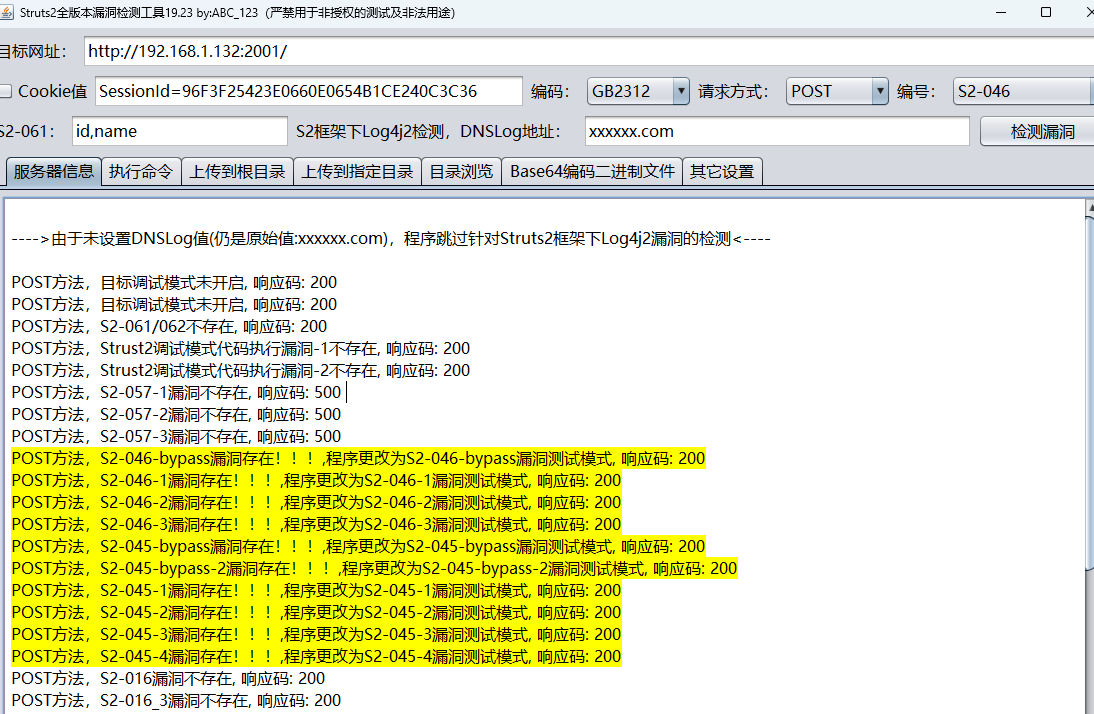 Struts2全版本漏洞检测工具19.23 by:ABC_123（严禁用于非授权的测试及非法用途）
目标网址： http://192.168.1.132:2001/
Cookie值 SessionId=96F3F25423E0660E0654B1CE240C3C36 编码： GB2312 请求方式： POST 编号： S2-046
S2-061： id,name S2框架下Log4j2检测，DNSLog地址： xxxxxx.com 检测漏洞
服务器信息 执行命令 上传到根目录 上传到指定目录 目录浏览 Base64编码二进制文件 其它设置
---->由于未设置DNSLog值(仍是原始值:xxxxxx.com)，程序跳过针对Struts2框架下Log4j2漏洞的检测<----
POST方法，目标调试模式未开启, 响应码: 200
POST方法，目标调试模式未开启, 响应码: 200
POST方法，S2-061/062不存在, 响应码: 200
POST方法，Strust2调试模式代码执行漏洞-1不存在, 响应码: 200
POST方法，Strust2调试模式代码执行漏洞-2不存在, 响应码: 200
POST方法，S2-057-1漏洞不存在, 响应码: 500
POST方法，S2-057-2漏洞不存在, 响应码: 500
POST方法，S2-057-3漏洞不存在, 响应码: 500
POST方法，S2-046-bypass漏洞存在！！！,程序更改为S2-046-bypass漏洞测试模式, 响应码: 200
POST方法，S2-046-1漏洞存在！！！,程序更改为S2-046-1漏洞测试模式, 响应码: 200
POST方法，S2-046-2漏洞存在！！！,程序更改为S2-046-2漏洞测试模式, 响应码: 200
POST方法，S2-046-3漏洞存在！！！,程序更改为S2-046-3漏洞测试模式, 响应码: 200
POST方法，S2-045-bypass漏洞存在！！！,程序更改为S2-045-bypass漏洞测试模式, 响应码: 200
POST方法，S2-045-bypass-2漏洞存在！！！,程序更改为S2-045-bypass-2漏洞测试模式, 响应码: 200
POST方法，S2-045-1漏洞存在！！！,程序更改为S2-045-1漏洞测试模式, 响应码: 200
POST方法，S2-045-2漏洞存在！！！,程序更改为S2-045-2漏洞测试模式, 响应码: 200
POST方法，S2-045-3漏洞存在！！！,程序更改为S2-045-3漏洞测试模式, 响应码: 200
POST方法，S2-045-4漏洞存在！！！,程序更改为S2-045-4漏洞测试模式, 响应码: 200
POST方法，S2-016漏洞不存在, 响应码: 200
POST方法，S2-016_3漏洞不存在, 响应码: 200